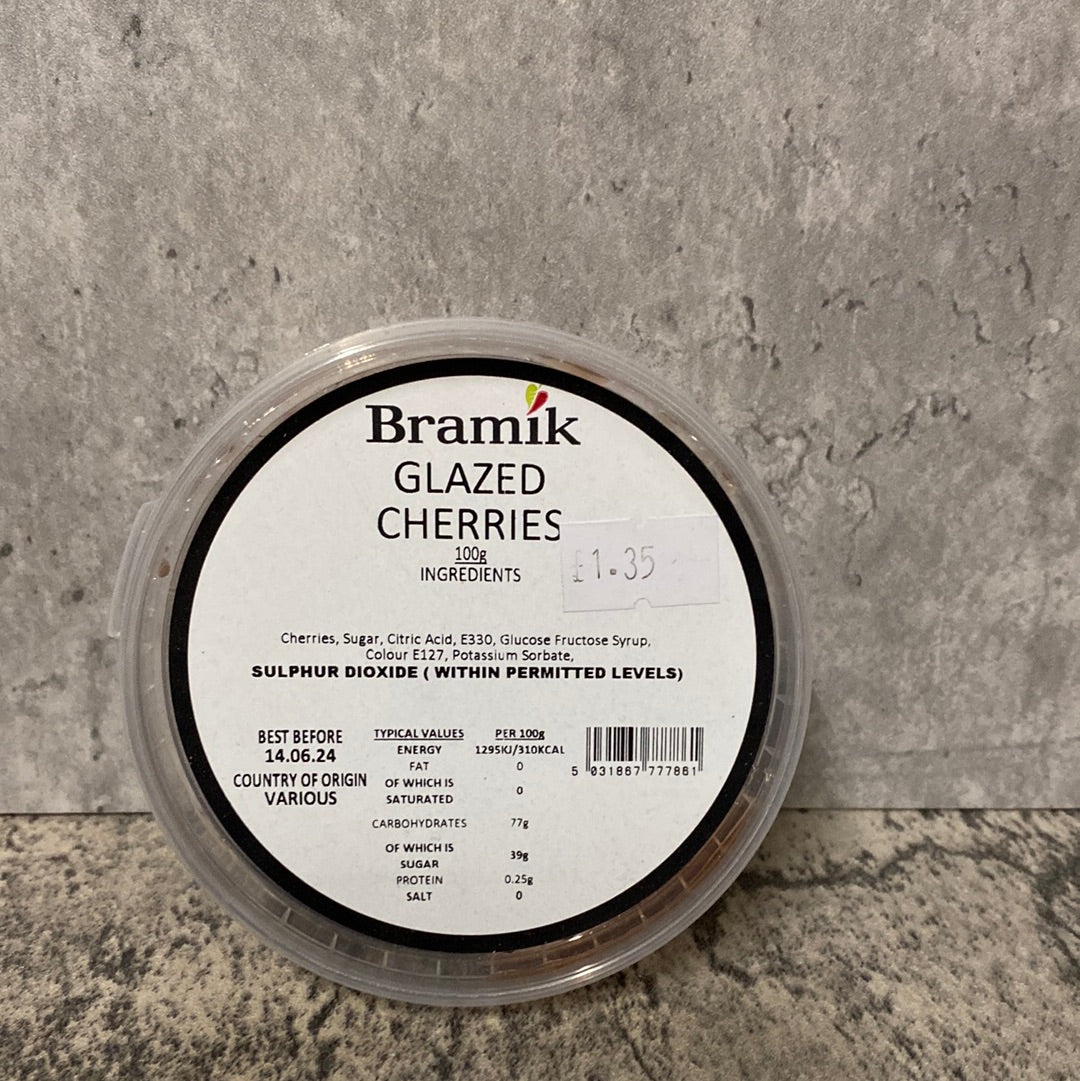 Bramik
GLAZED
CHERRIES
100g
INGREDIENTS
£1.35
Cherries, Sugar, Citric Acid, E330, Glucose Fructose Syrup,
Colour E127, Potassium Sorbate,
SULPHUR DIOXIDE ( WITHIN PERMITTED LEVELS)
BEST BEFORE
14.06.24
COUNTRY OF ORIGIN
VARIOUS
TYPICAL VALUES PER 100g
ENERGY 1295KJ/310KCAL
FAT 0
OF WHICH IS
SATURATED 0
CARBOHYDRATES 77g
OF WHICH IS
SUGAR 39g
PROTEIN 0.25g
SALT 0
5 031867 777861